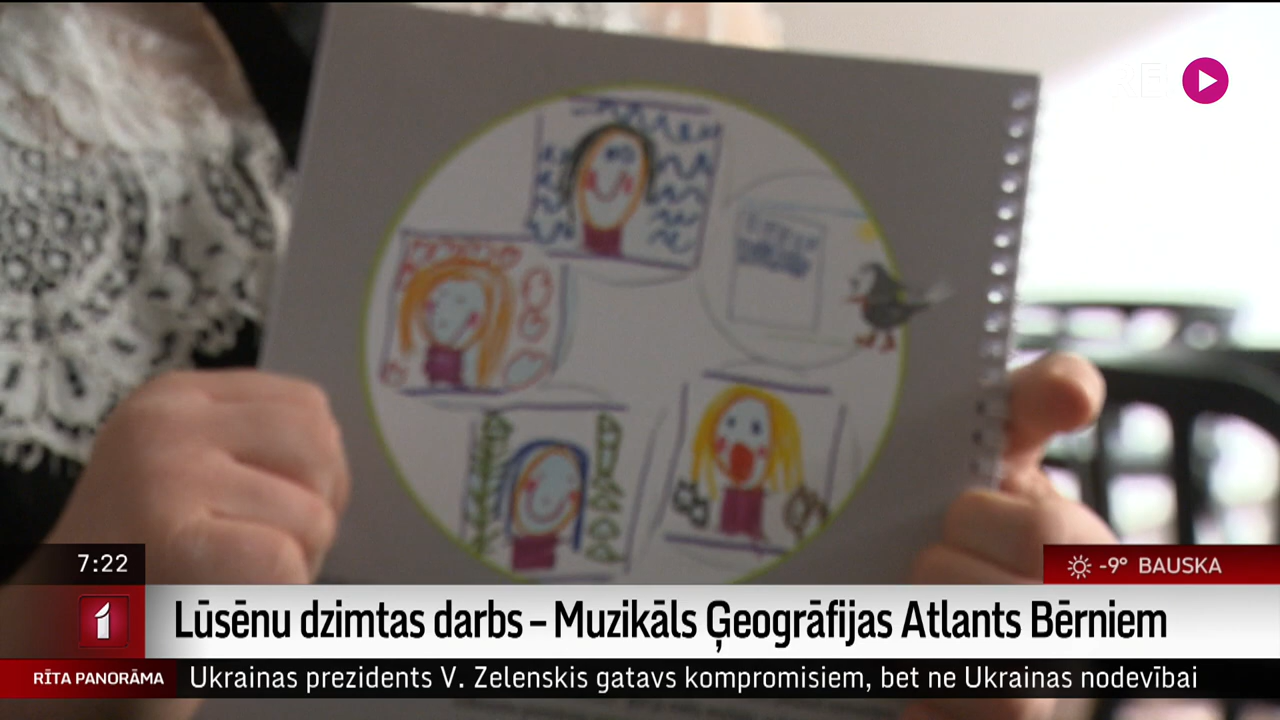 7:22
-9° BAUSKA
1
Lūsēnu dzimtas darbs – Muzikāls Ģeogrāfijas Atlants Bērniem
RĪTA PANORĀMA
Ukrainas prezidents V. Zelenskis gatavs kompromisiem, bet ne Ukrainas nodevībai